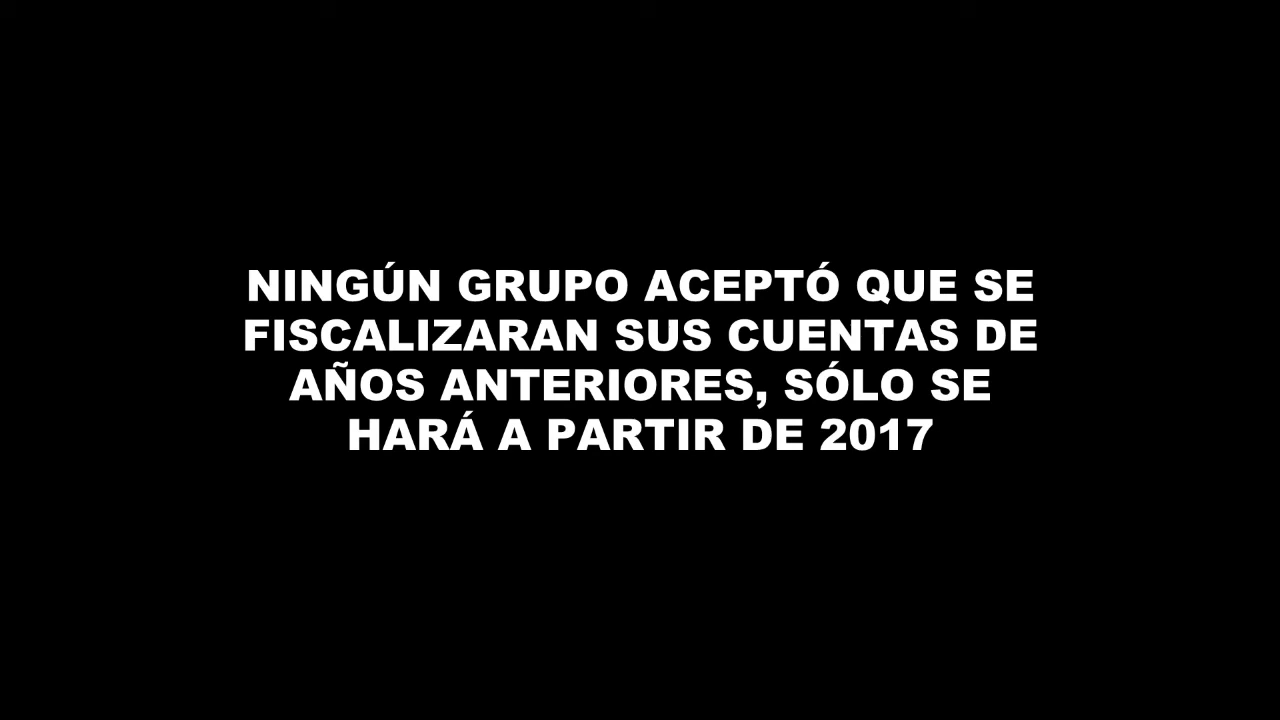 NINGÚN GRUPO ACEPTÓ QUE SE
FISCALIZARAN SUS CUENTAS DE
AÑOS ANTERIORES, SÓLO SE
HARÁ A PARTIR DE 2017